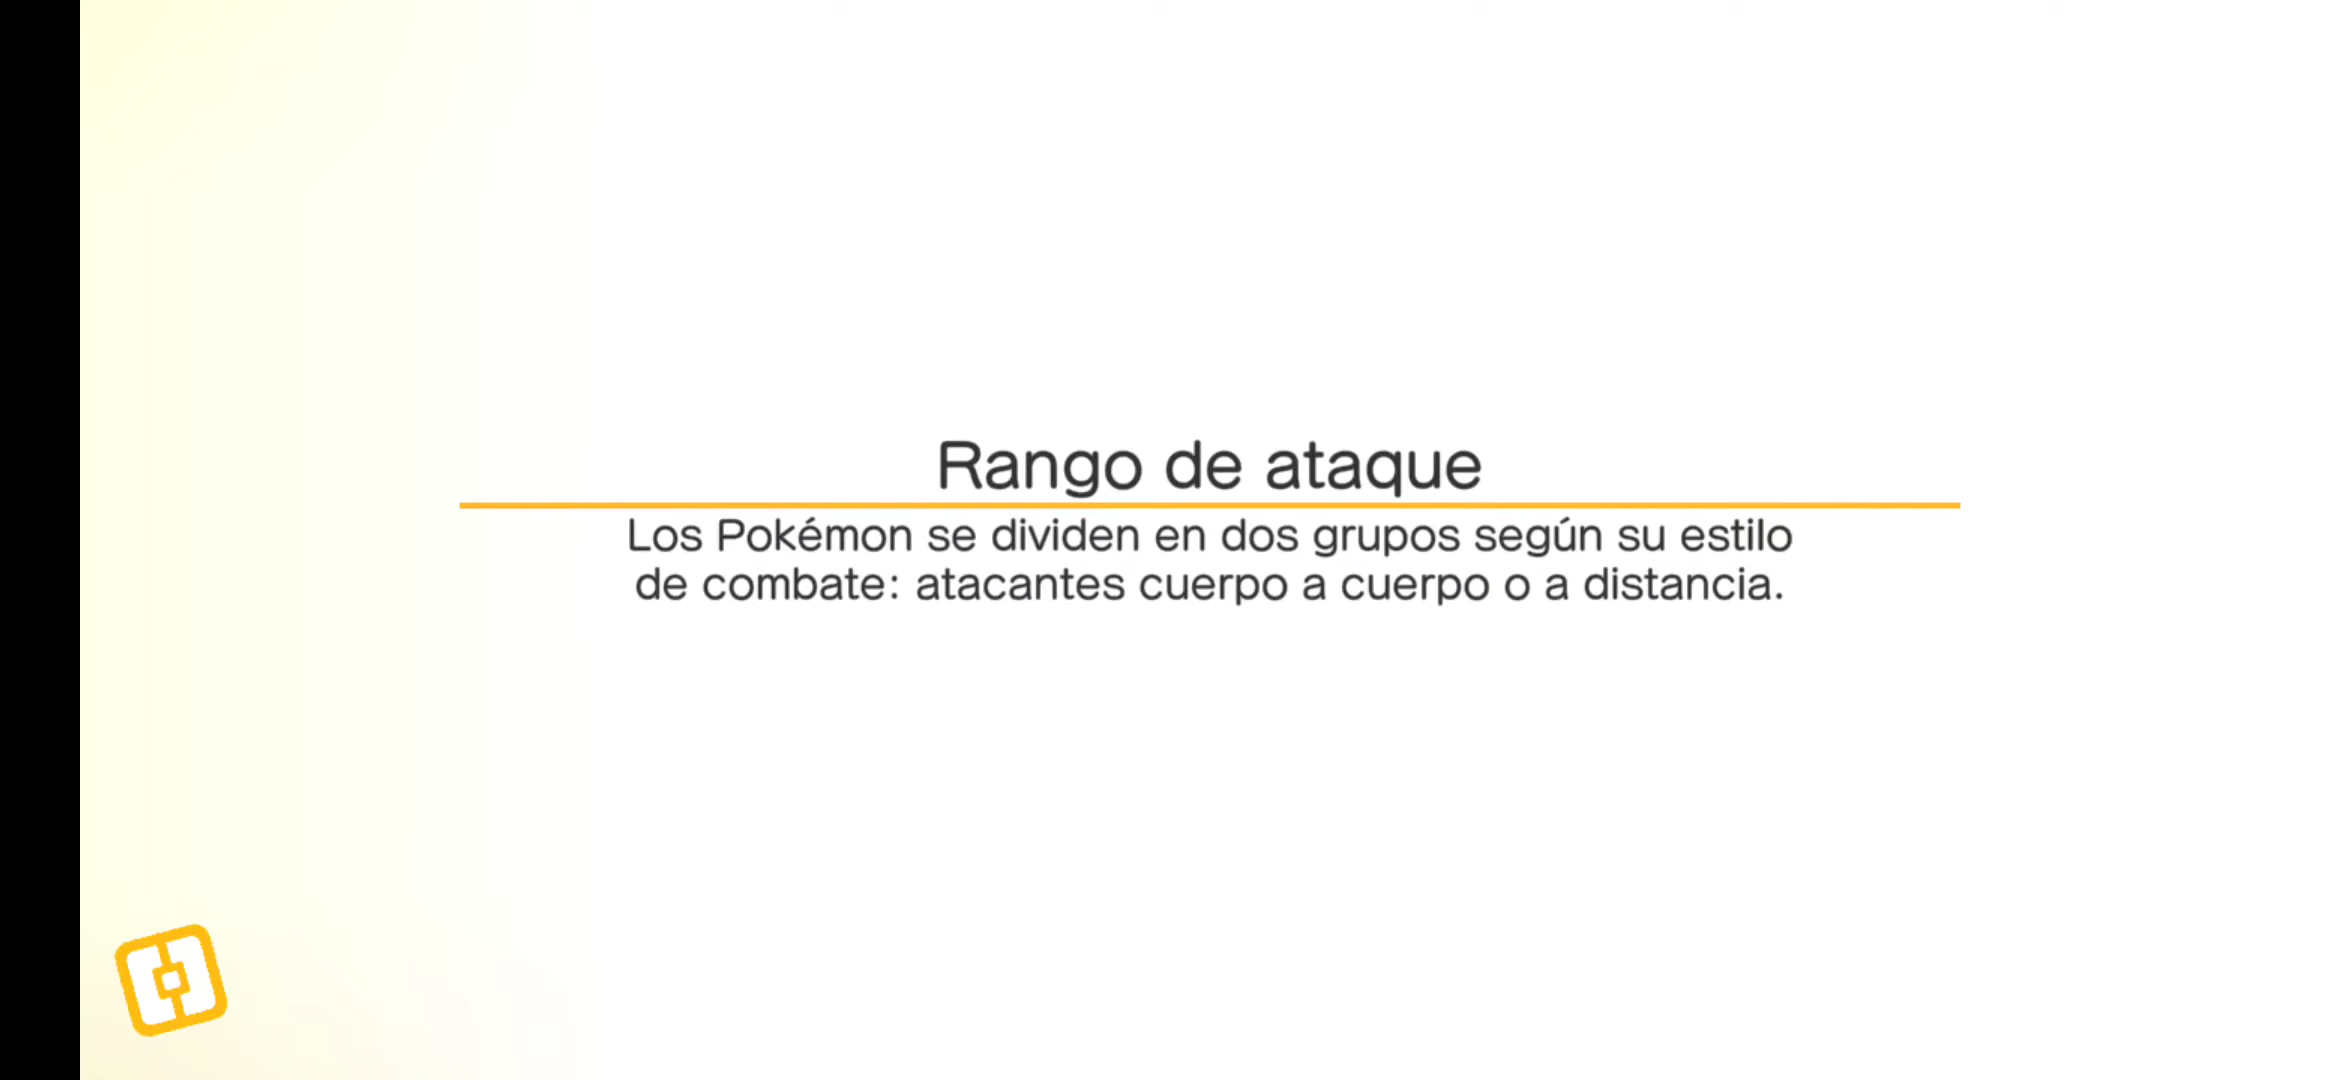 Rango de ataque
Los Pokémon se dividen en dos grupos según su estilo
de combate: atacantes cuerpo a cuerpo o a distancia.